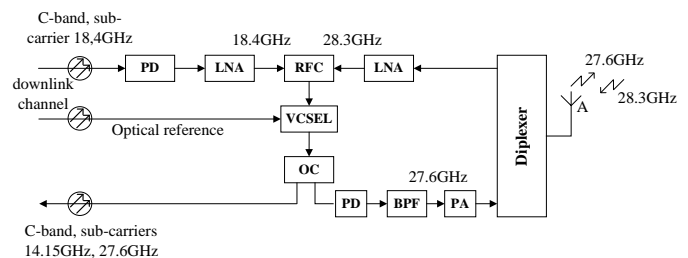 C-band, sub-
carrier 18,4GHz
18.4GHz
28.3GHz
PD
LNA
RFC
LNA
27.6GHz
28.3GHz
A
downlink
channel
Optical reference
VCSEL
Diplexer
OC
27.6GHz
PD
BPF
PA
C-band, sub-carriers
14.15GHz, 27.6GHz